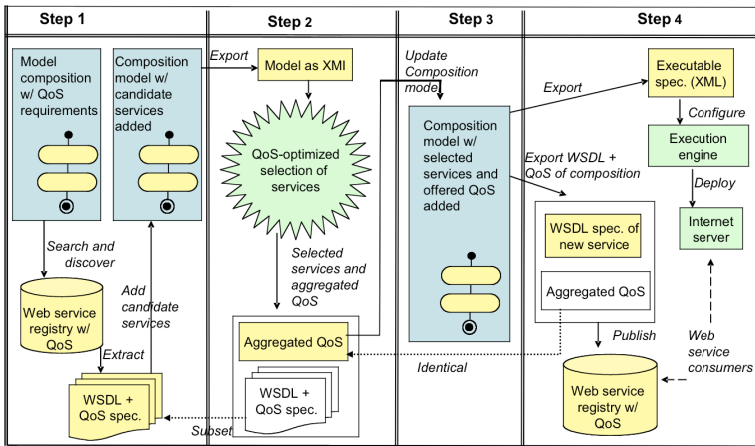 Step 1
Step 2
Step 3
Step 4
Model
composition
w/ QoS
requirements
Composition
model w/
candidate
services
added
Search and
discover
Web service
registry w/
QoS
Extract
Add
candidate
services
WSDL +
QoS spec.
Export
Model as XMI
QoS-optimized
selection of
services
Selected
services and
aggregated
QoS
Aggregated QoS
WSDL +
QoS spec.
Subset
Update
Composition
model
Composition
model w/
selected
services and
offered QoS
added
Identical
Export
Executable
spec. (XML)
Configure
Execution
engine
Deploy
Internet
server
Export WSDL +
QoS of composition
WSDL spec. of
new service
Aggregated QoS
Publish
Web
service
consumers
Web service
registry w/
QoS